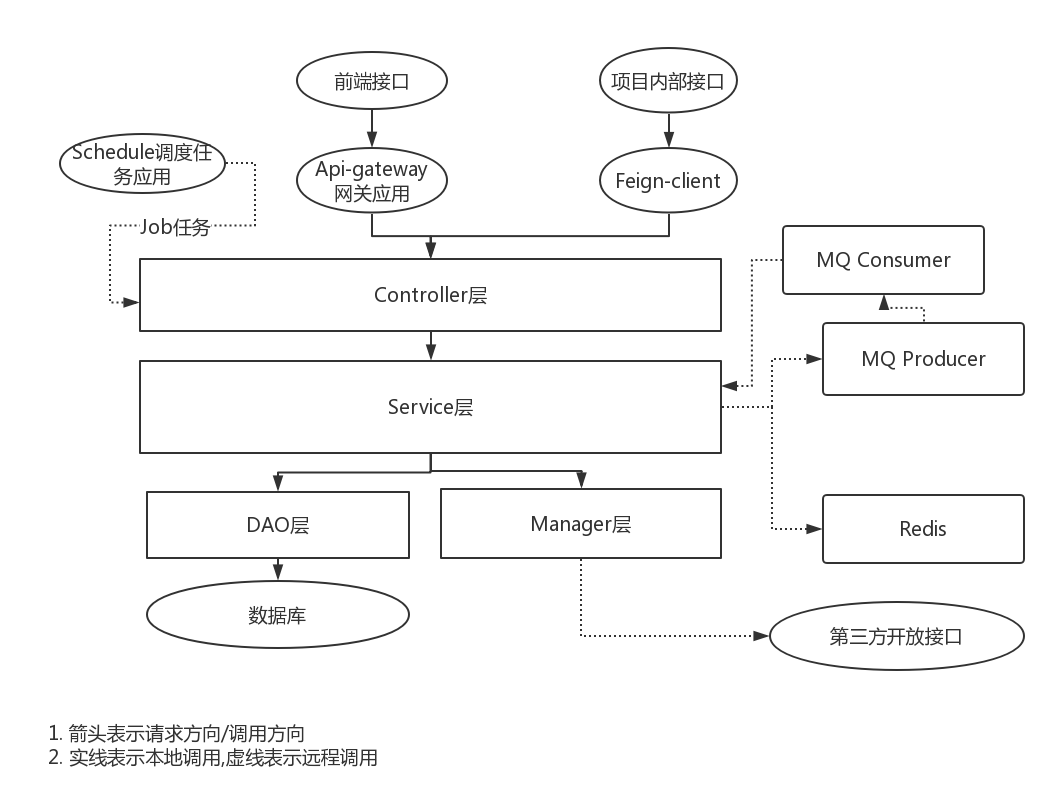 前端接口
项目内部接口
Schedule调度任
务应用
Api-gateway
网关应用
Feign-client
Job任务
MQ Consumer
Controller层
MQ Producer
Service层
DAO层
Manager层
Redis
数据库
第三方开放接口
1. 箭头表示请求方向/调用方向
2. 实线表示本地调用,虚线表示远程调用